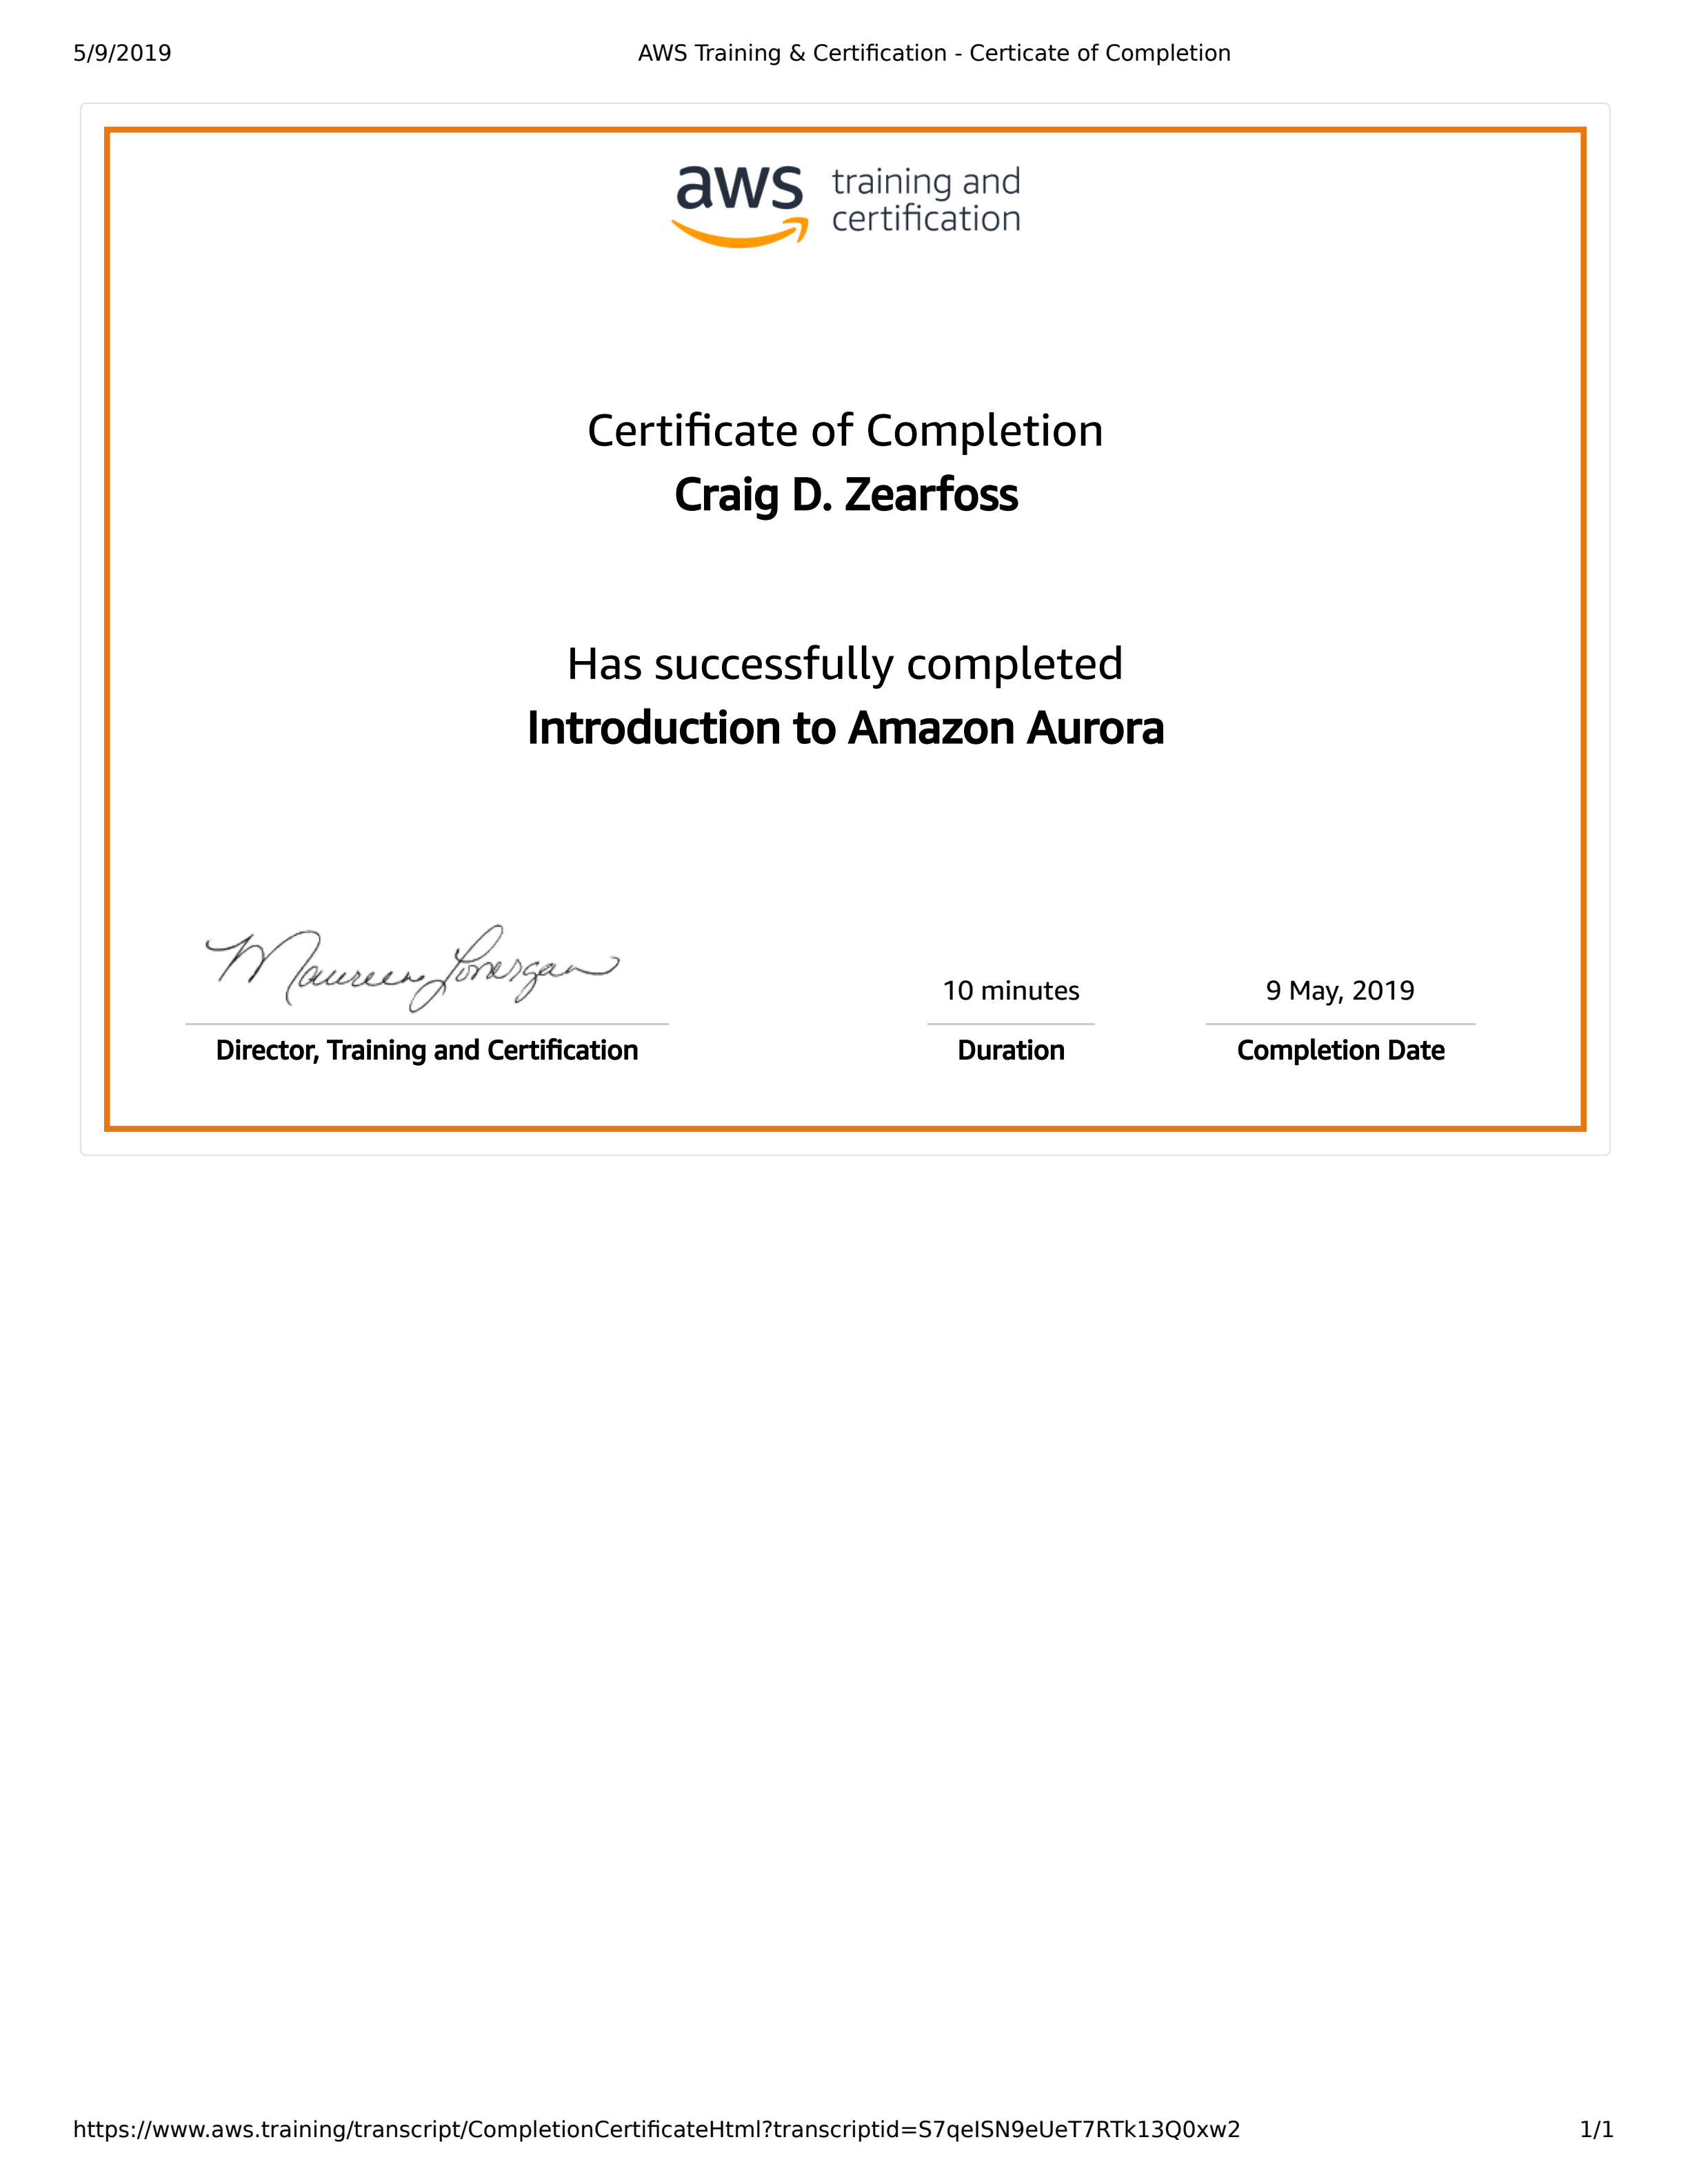 5/9/2019 AWS Training & Certification - Certicate of Completion
aws training and
certification
Certificate of Completion
Craig D. Zearfoss
Has successfully completed
Introduction to Amazon Aurora
Maureen Lonergan
10 minutes
9 May, 2019
Director, Training and Certification
Duration
Completion Date
https://www.aws.training/transcript/CompletionCertificateHtml?transcriptid=S7qeISN9eUeT7RTk13Q0xw2 1/1